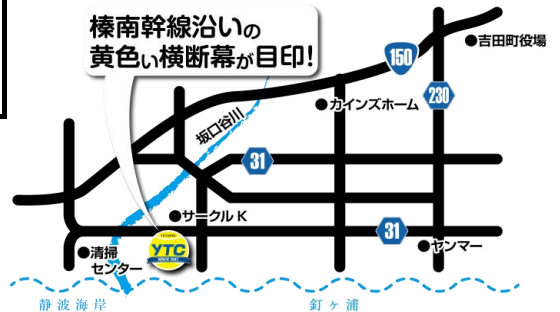 榛南幹線沿いの
黄色い横断幕が目印!
150
吉田町役場
230
カインズホーム
坂口谷川
31
サークルK
31
YTC
SINCE 1987
清掃
センター
ヤンマー
静波海岸
釘ヶ浦